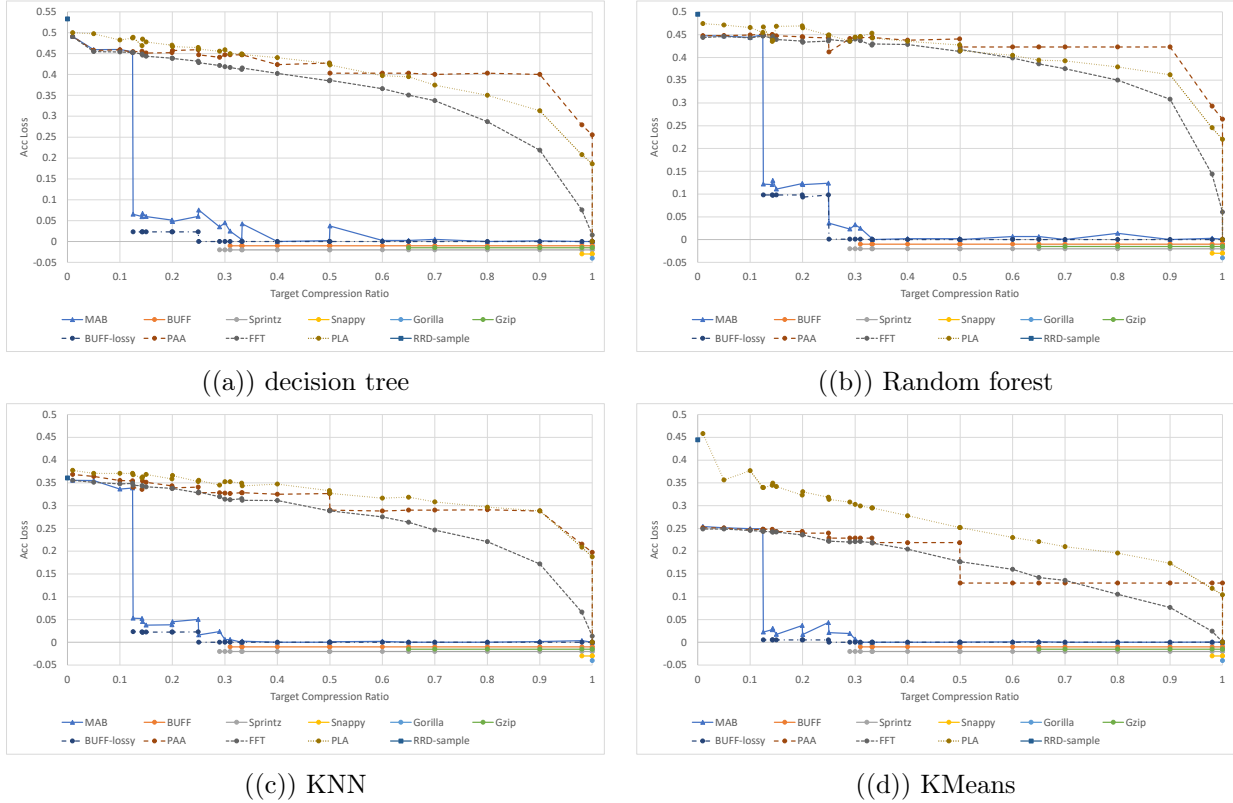 0.55
0.5
0.45
0.4
0.35
0.3
0.25
0.2
0.15
0.1
0.05
0
-0.05
Acc Loss
0 0.1 0.2 0.3 0.4 0.5 0.6 0.7 0.8 0.9 1
Target Compression Ratio
MAB BUFF Sprintz Snappy Gorilla Gzip
BUFF-lossy PAA FFT PLA RRD-sample
((a)) decision tree
0.5
0.45
0.4
0.35
0.3
0.25
0.2
0.15
0.1
0.05
0
-0.05
Acc Loss
0 0.1 0.2 0.3 0.4 0.5 0.6 0.7 0.8 0.9 1
Target Compression Ratio
MAB BUFF Sprintz Snappy Gorilla Gzip
BUFF-lossy PAA FFT PLA RRD-sample
((b)) Random forest
0.5
0.45
0.4
0.35
0.3
0.25
0.2
0.15
0.1
0.05
0
-0.05
Acc Loss
0 0.1 0.2 0.3 0.4 0.5 0.6 0.7 0.8 0.9 1
Target Compression Ratio
MAB BUFF Sprintz Snappy Gorilla Gzip
BUFF-lossy PAA FFT PLA RRD-sample
((c)) KNN
0.5
0.45
0.4
0.35
0.3
0.25
0.2
0.15
0.1
0.05
0
-0.05
Acc Loss
0 0.1 0.2 0.3 0.4 0.5 0.6 0.7 0.8 0.9 1
Target Compression Ratio
MAB BUFF Sprintz Snappy Gorilla Gzip
BUFF-lossy PAA FFT PLA RRD-sample
((d)) KMeans